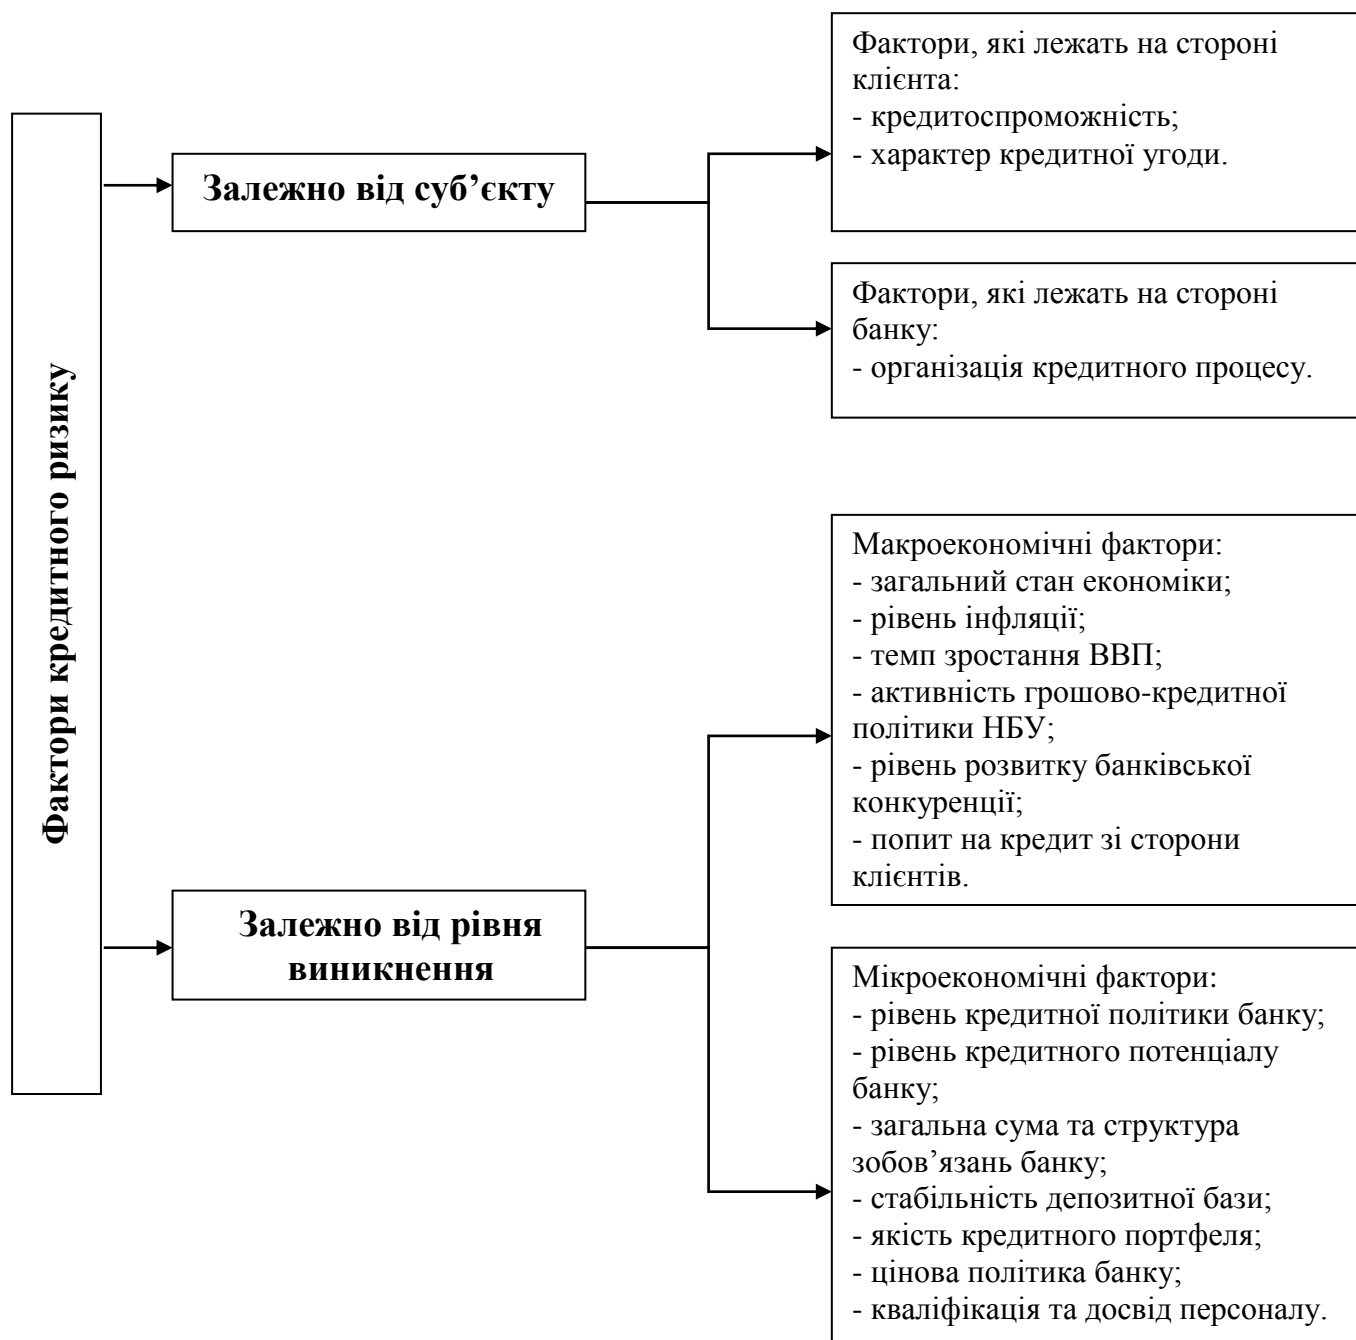 Фактори кредитного ризику
Залежно від суб’єкту
Фактори, які лежать на стороні
клієнта:
- кредитоспроможність;
- характер кредитної угоди.
Фактори, які лежать на стороні
банку:
- організація кредитного процесу.
Залежно від рівня
виникнення
Макроекономічні фактори:
- загальний стан економіки;
- рівень інфляції;
- темп зростання ВВП;
- активність грошово-кредитної
політики НБУ;
- рівень розвитку банківської
конкуренції;
- попит на кредит зі сторони
клієнтів.
Мікроекономічні фактори:
- рівень кредитної політики банку;
- рівень кредитного потенціалу
банку;
- загальна сума та структура
зобов’язань банку;
- стабільність депозитної бази;
- якість кредитного портфеля;
- цінова політика банку;
- кваліфікація та досвід персоналу.